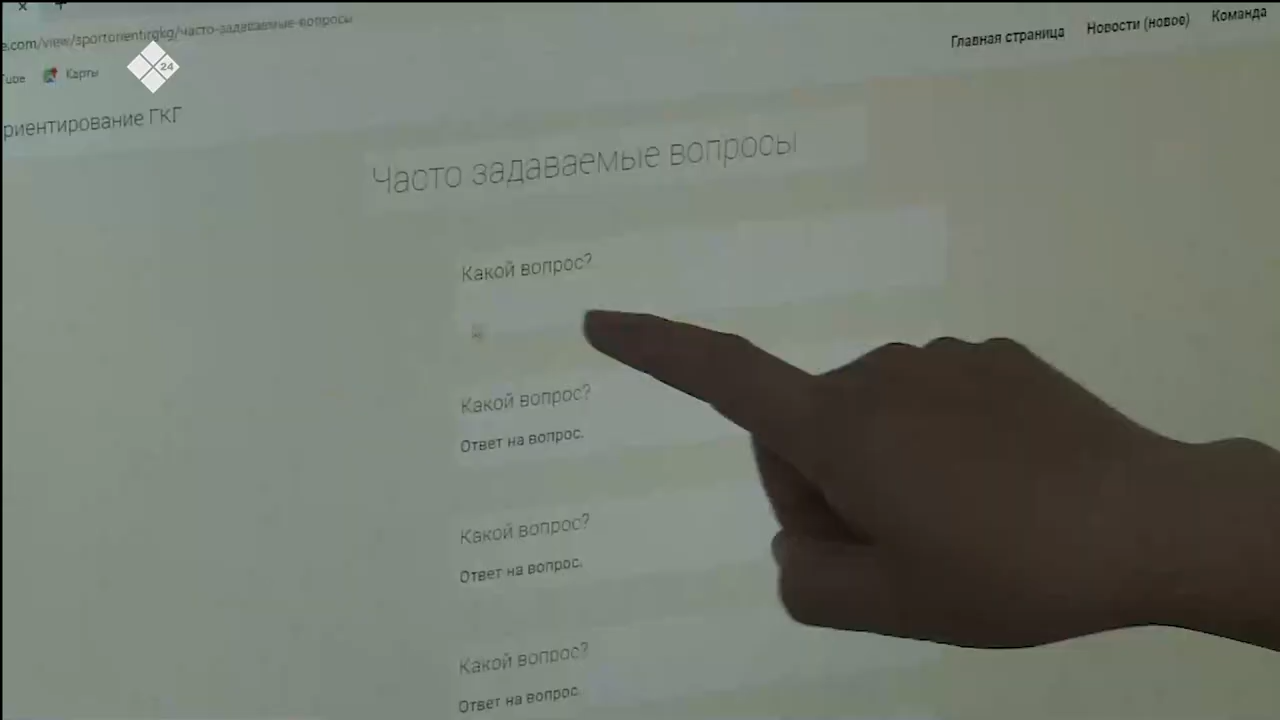 e.com/view/sportorientirgkg/часто-задаваемые-вопросы
Tube Карты
24
Главная страница Новости (новое) Команда
риентирование ГКГ
Часто задаваемые вопросы
Какой вопрос?
Какой вопрос?
Ответ на вопрос.
Какой вопрос?
Ответ на вопрос.
Какой вопрос?
Ответ на вопрос.